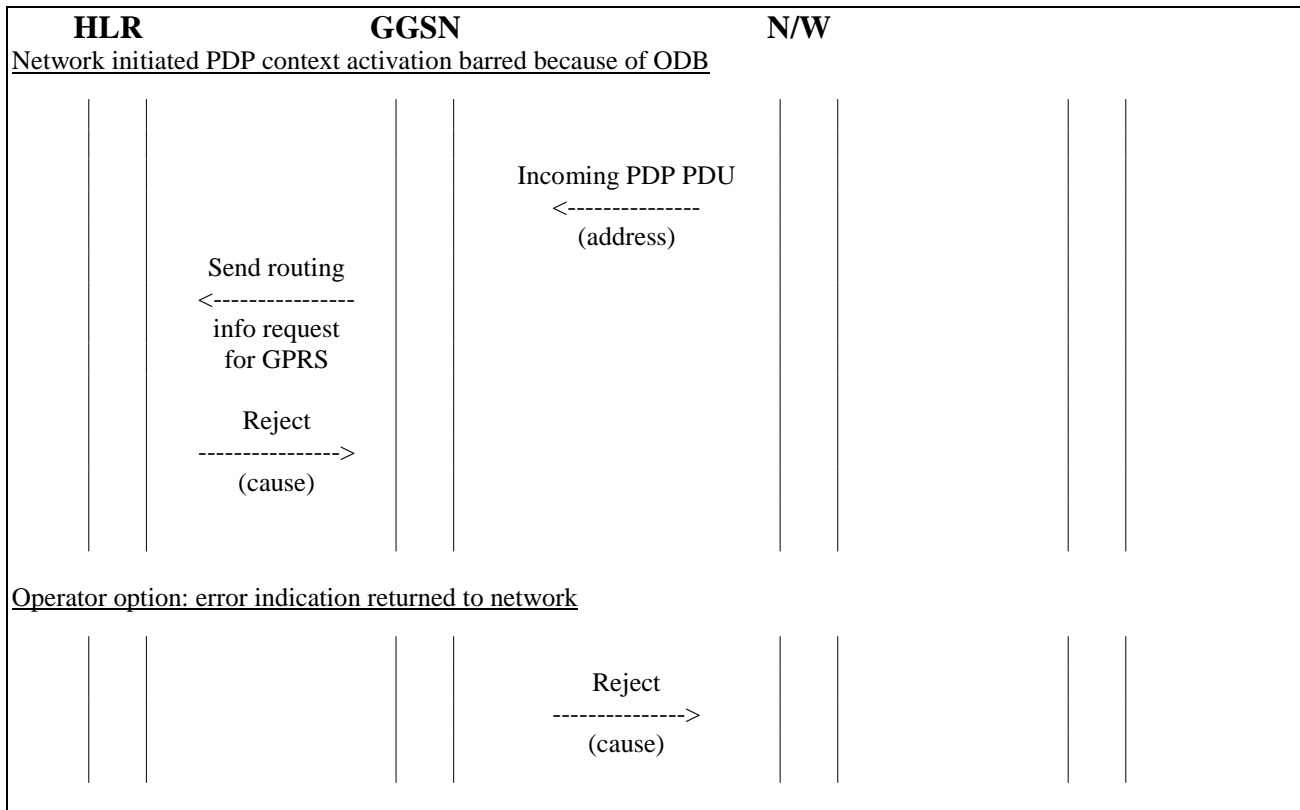 HLR GGSN N/W
Network initiated PDP context activation barred because of ODB
Incoming PDP PDU
<---------------
(address)
Send routing
<----------------
info request
for GPRS
Reject
---------------->
(cause)
Operator option: error indication returned to network
Reject
--------------->
(cause)